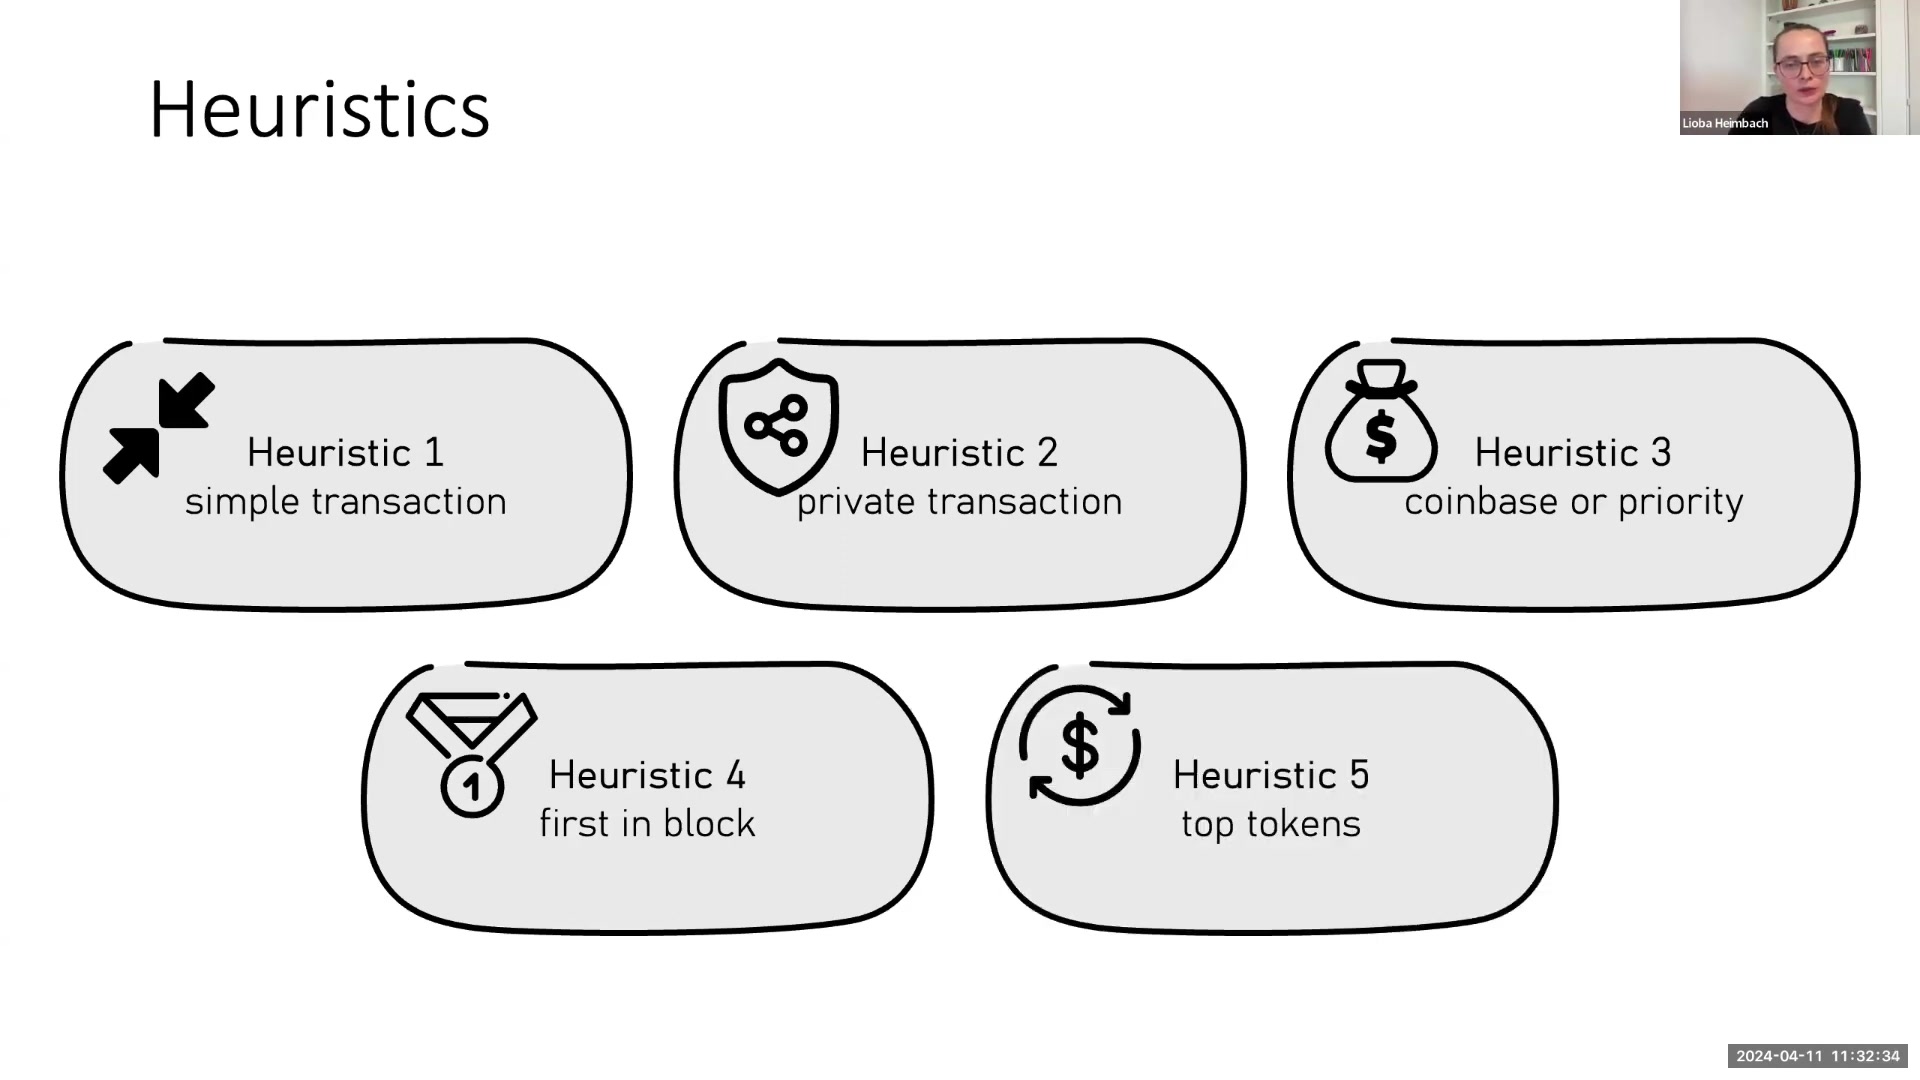 Heuristics
Lioba Heimbach
Heuristic 1
simple transaction
Heuristic 2
private transaction
$
Heuristic 3
coinbase or priority
1
Heuristic 4
first in block
$
Heuristic 5
top tokens
2024-04-11 11:32:34